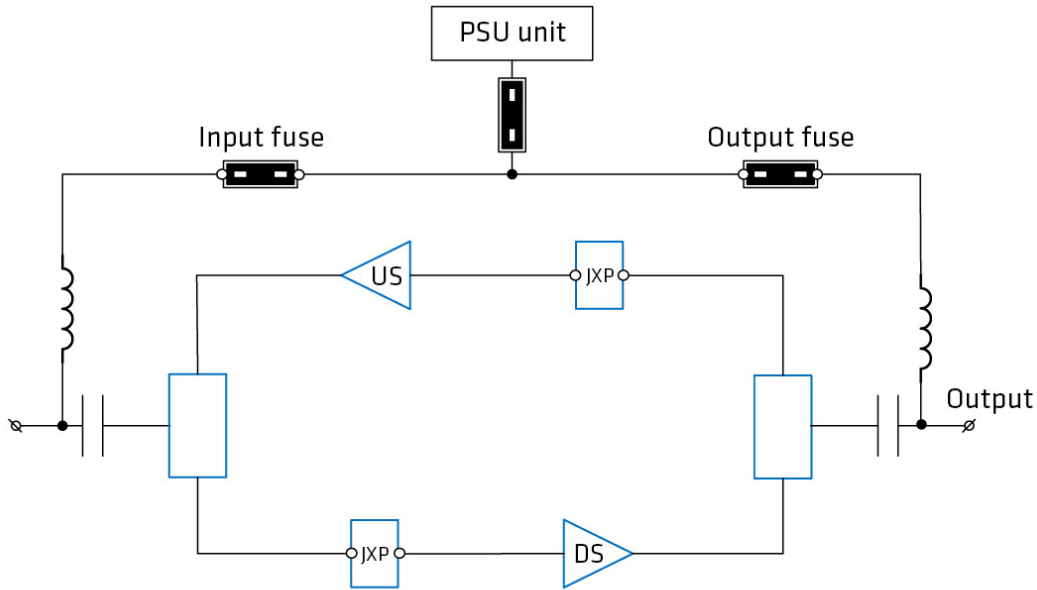 PSU unit
Input fuse
Output fuse
US
JXP
Output
JXP
DS